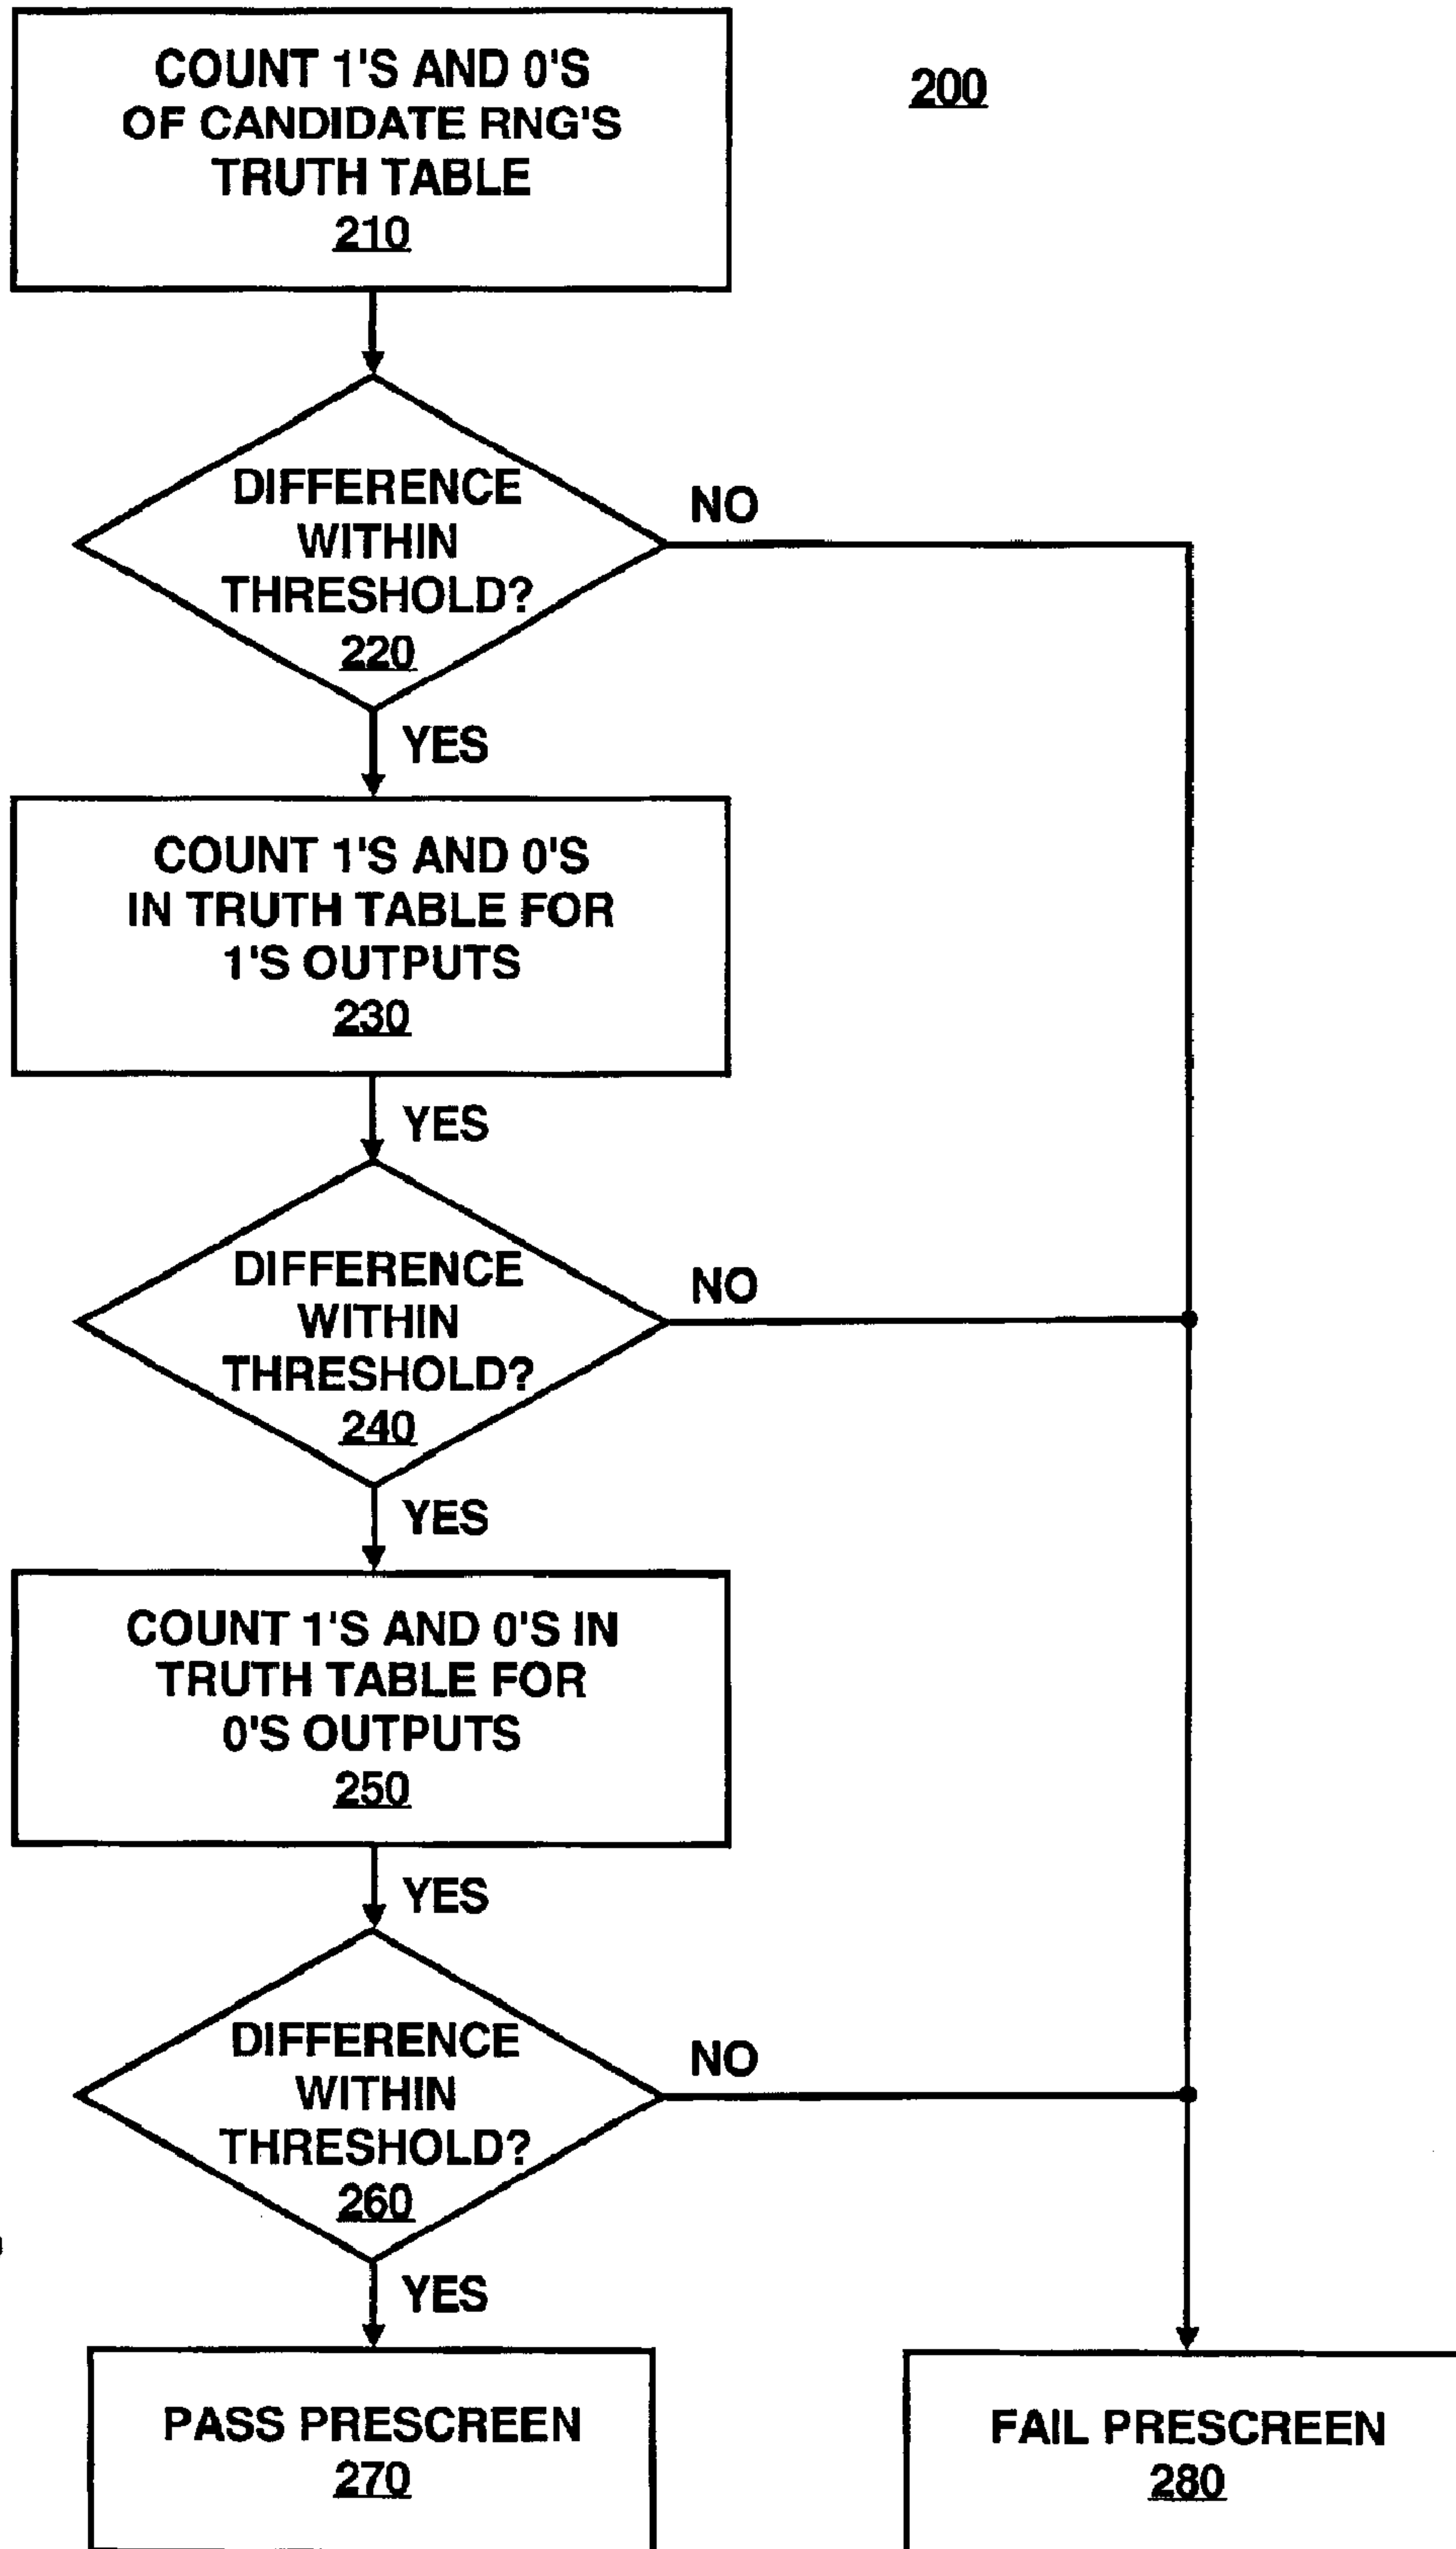 COUNT 1'S AND 0'S
OF CANDIDATE RNG'S
TRUTH TABLE
210
200
DIFFERENCE
WITHIN
THRESHOLD?
220
NO
YES
COUNT 1'S AND 0'S
IN TRUTH TABLE FOR
1'S OUTPUTS
230
YES
DIFFERENCE
WITHIN
THRESHOLD?
240
NO
YES
COUNT 1'S AND 0'S IN
TRUTH TABLE FOR
0'S OUTPUTS
250
YES
DIFFERENCE
WITHIN
THRESHOLD?
260
NO
YES
PASS PRESCREEN
270
FAIL PRESCREEN
280